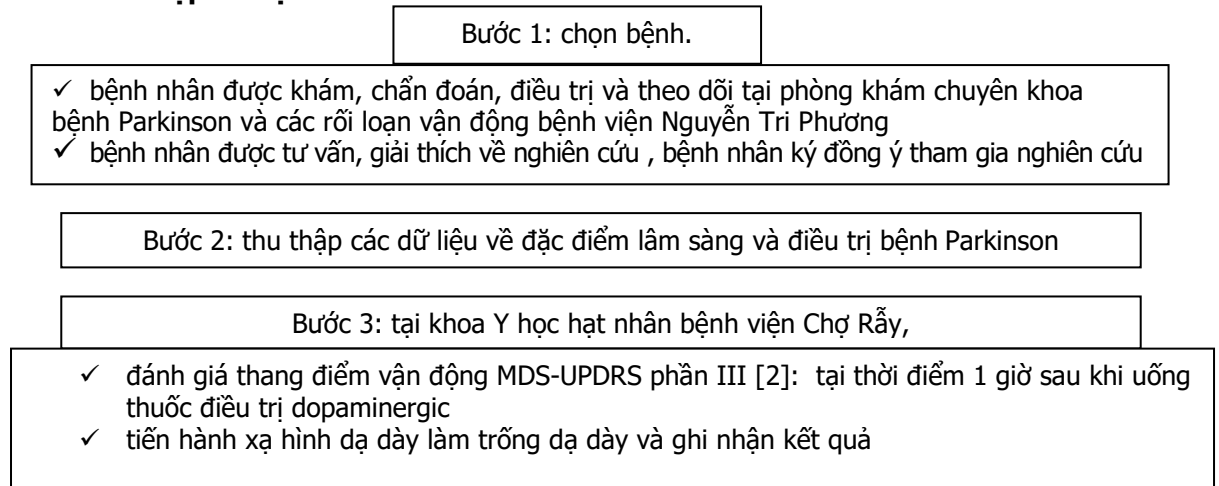 Bước 1: chọn bệnh.
✓ bệnh nhân được khám, chẩn đoán, điều trị và theo dõi tại phòng khám chuyên khoa
bệnh Parkinson và các rối loạn vận động bệnh viện Nguyễn Tri Phương
✓ bệnh nhân được tư vấn, giải thích về nghiên cứu , bệnh nhân ký đồng ý tham gia nghiên cứu
Bước 2: thu thập các dữ liệu về đặc điểm lâm sàng và điều trị bệnh Parkinson
Bước 3: tại khoa Y học hạt nhân bệnh viện Chợ Rẫy,
✓ đánh giá thang điểm vận động MDS-UPDRS phần III [2]: tại thời điểm 1 giờ sau khi uống
thuốc điều trị dopaminergic
✓ tiến hành xạ hình dạ dày làm trống dạ dày và ghi nhận kết quả